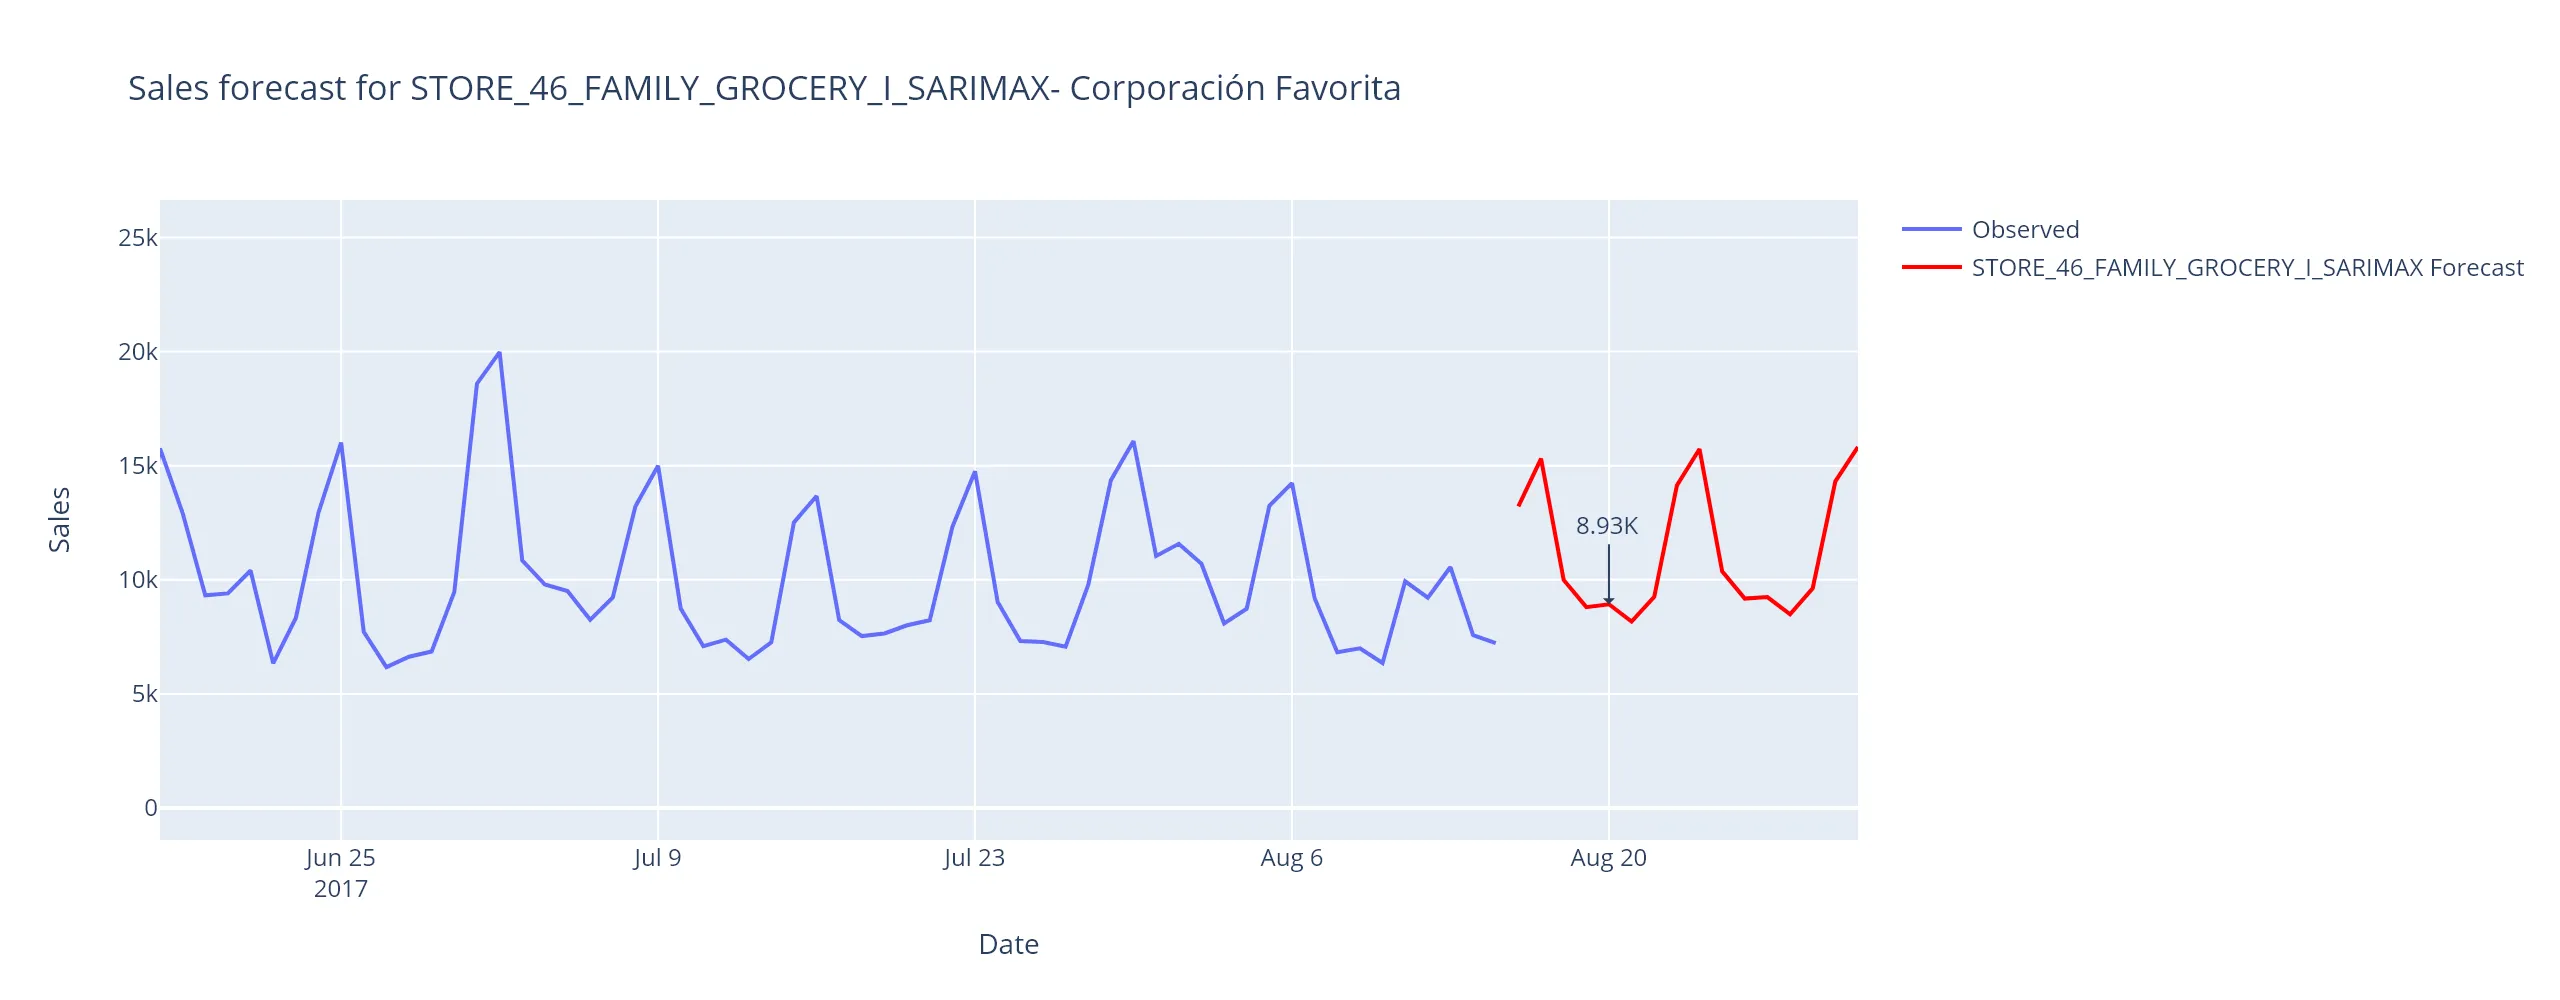 Sales forecast for STORE_46_FAMILY_GROCERY_I_SARIMAX- Corporación Favorita
Observed
STORE_46_FAMILY_GROCERY_I_SARIMAX Forecast
25k
20k
15k
10k
5k
0
Sales
8.93K
Jun 25
2017
Jul 9
Jul 23
Aug 6
Aug 20
Date